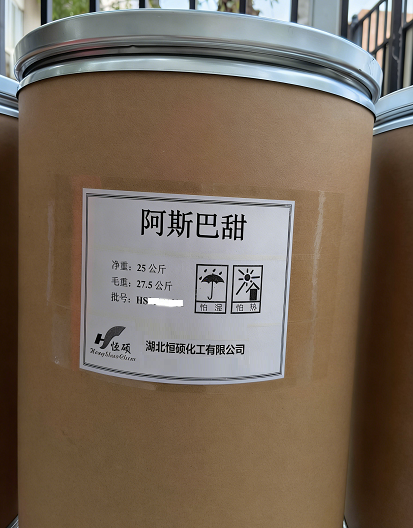 阿斯巴甜
净重：25 公斤
毛重：27.5 公斤
批号：HS
怕 湿
怕 热
恒硕
HengShuoChem
湖北恒硕化工有限公司